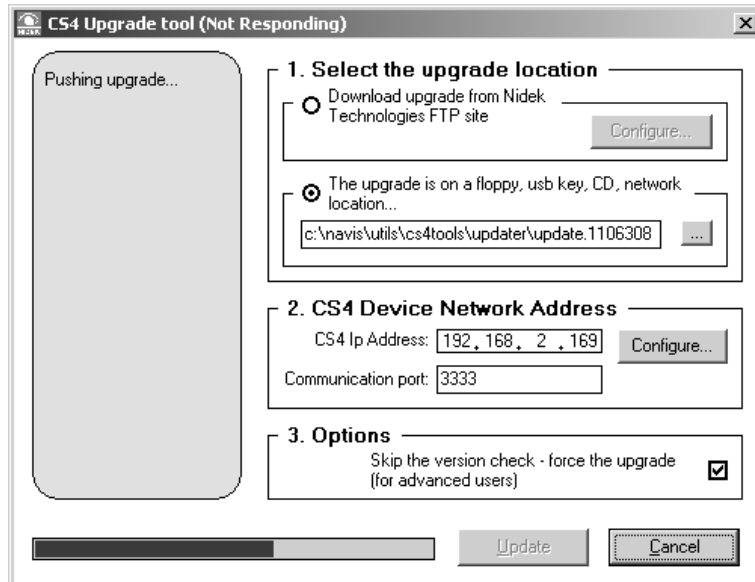 CS4 Upgrade tool (Not Responding)
Pushing upgrade...
1. Select the upgrade location
Download upgrade from Nidek
Technologies FTP site
Configure...
The upgrade is on a floppy, usb key, CD, network
location...
c:\navis\utils\cs4tools\updater\update.1106308
...
2. CS4 Device Network Address
CS4 Ip Address: 192.168. 2 .169
Configure...
Communication port: 3333
3. Options
Skip the version check - force the upgrade
(for advanced users)
Update
Cancel